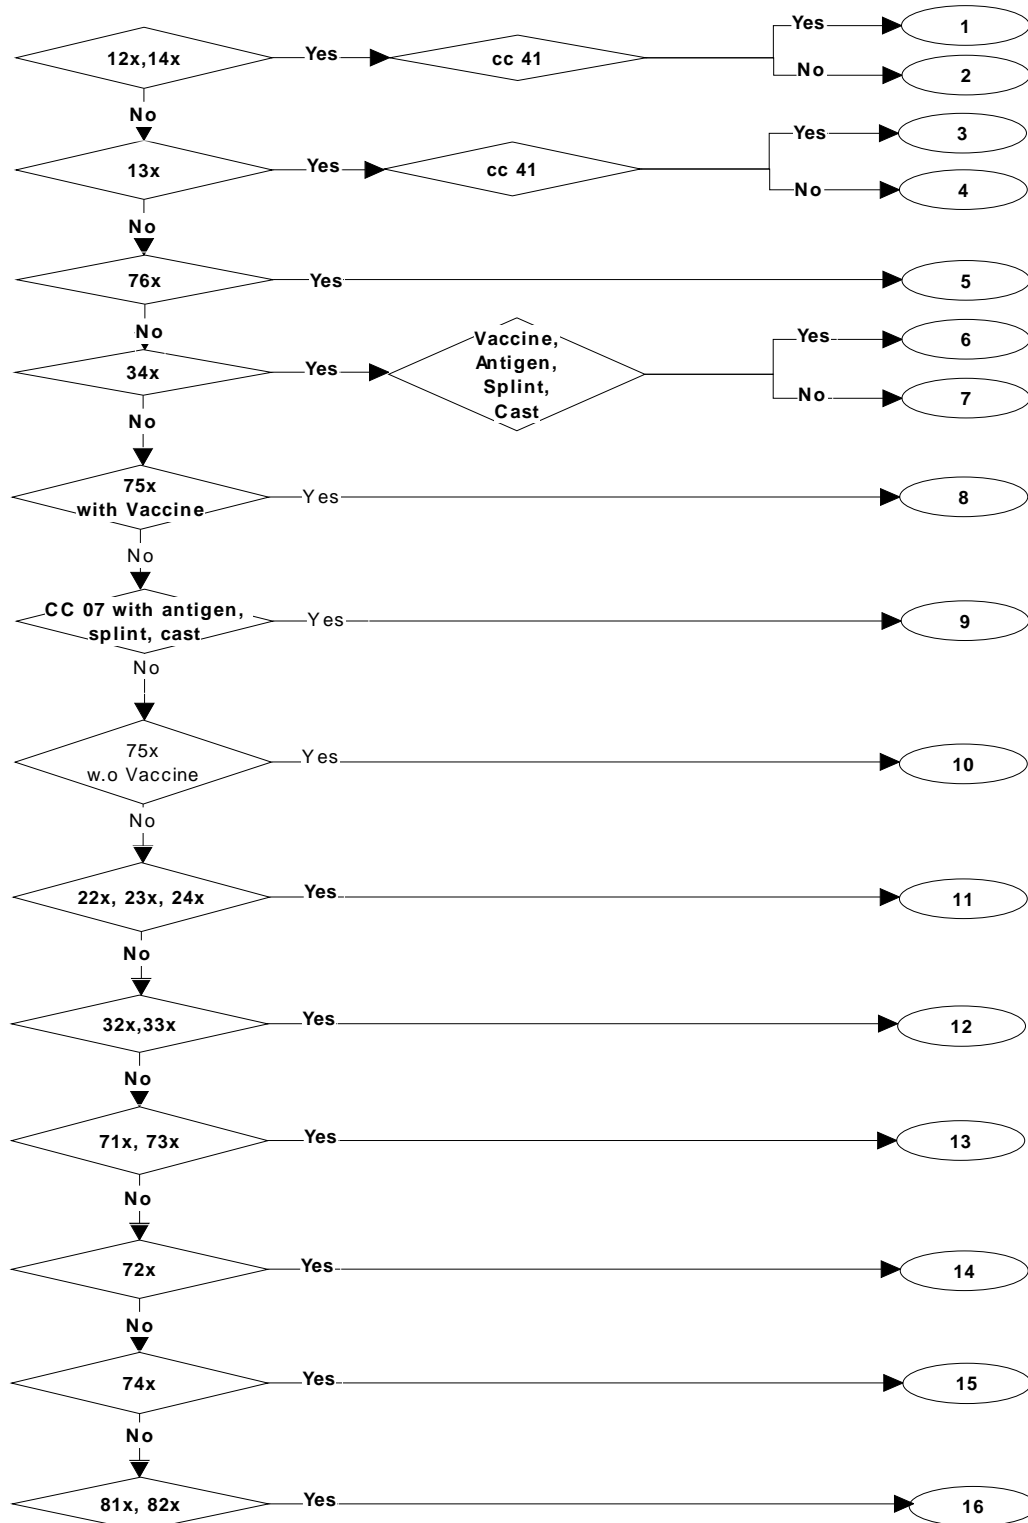 12x,14x
Yes
cc 41
Yes
1
No
2
No
13x
Yes
cc 41
Yes
3
No
4
No
76x
Yes
5
No
34x
Yes
Vaccine,
Antigen,
Splint,
Cast
Yes
6
No
7
No
75x
with Vaccine
Yes
8
No
CC 07 with antigen,
splint, cast
Yes
9
No
75x
w.o Vaccine
Yes
10
No
22x, 23x, 24x
Yes
11
No
32x,33x
Yes
12
No
71x, 73x
Yes
13
No
72x
Yes
14
No
74x
Yes
15
No
81x, 82x
Yes
16